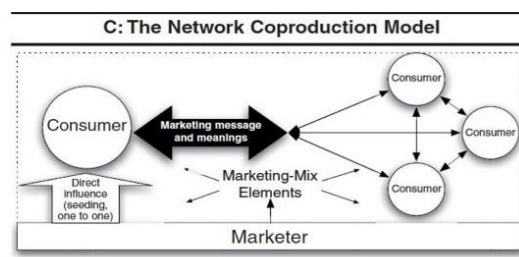 C: The Network Coproduction Model
Consumer
Marketing message
and meanings
Consumer
Consumer
Consumer
Direct
influence
(seeding,
one to one)
Marketing-Mix
Elements
Marketer